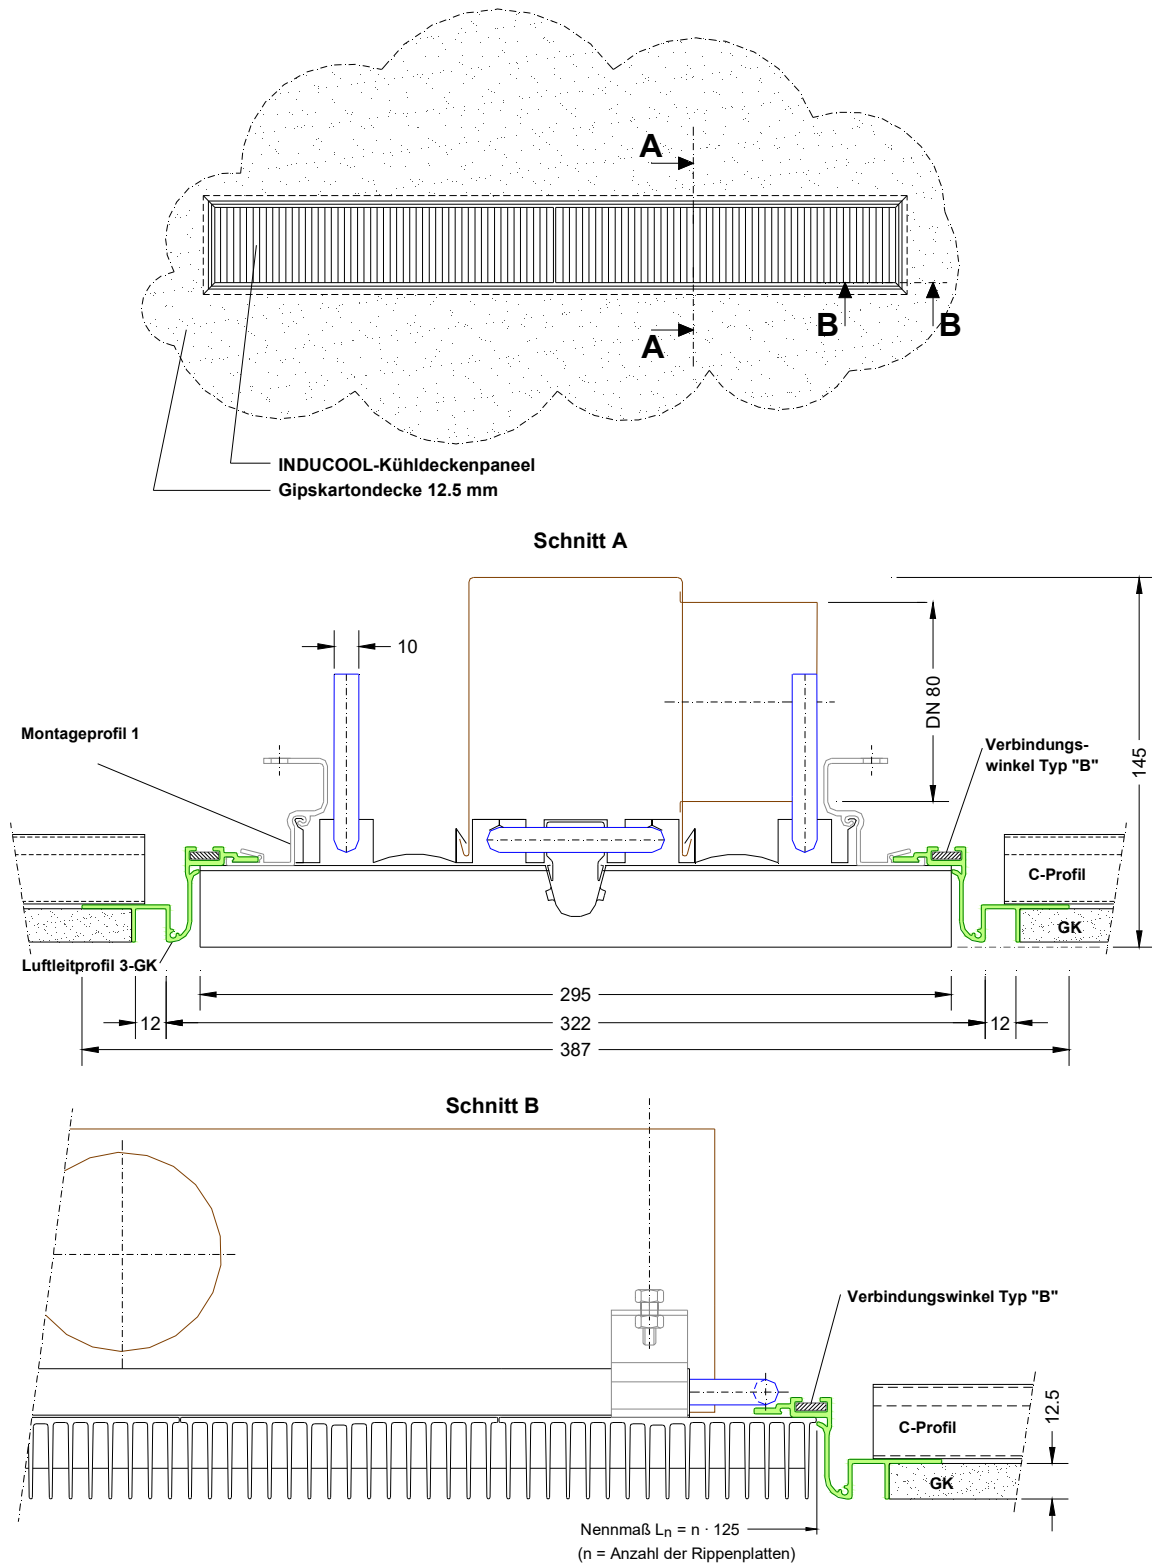 A
A
B
B
INDUCOOL-Kühldeckenpaneel
Gipskartondecke 12.5 mm
Schnitt A
10
DN 80
145
Montageprofil 1
Verbindungs-
winkel Typ "B"
C-Profil
GK
Luftleitprofil 3-GK
295
12
322
12
387
Schnitt B
Verbindungswinkel Typ "B"
12.5
C-Profil
GK
Nennmaß Ln = n · 125
(n = Anzahl der Rippenplatten)